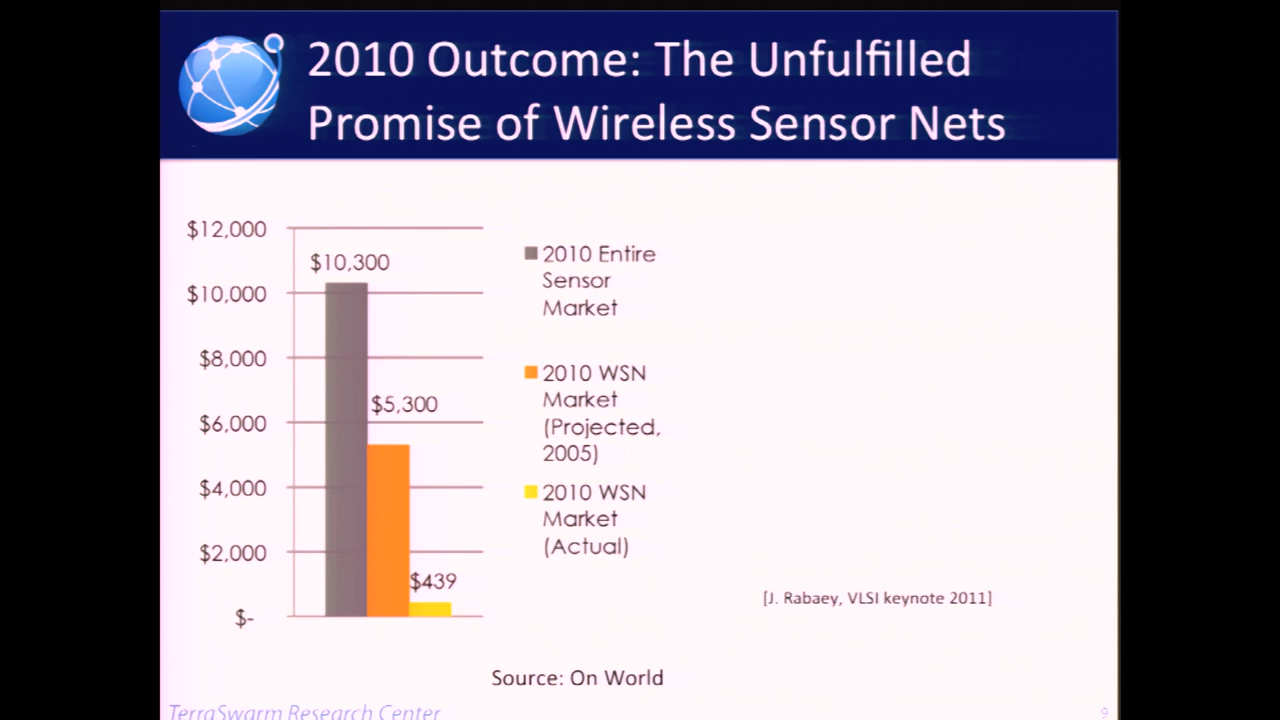 2010 Outcome: The Unfulfilled
Promise of Wireless Sensor Nets
$12,000
$10,000
$8,000
$6,000
$4,000
$2,000
$-
$10,300
$5,300
$439
2010 Entire
Sensor
Market
2010 WSN
Market
(Projected,
2005)
2010 WSN
Market
(Actual)
[J. Rabaey, VLSI keynote 2011]
Source: On World
TerraSwarm Research Center
9